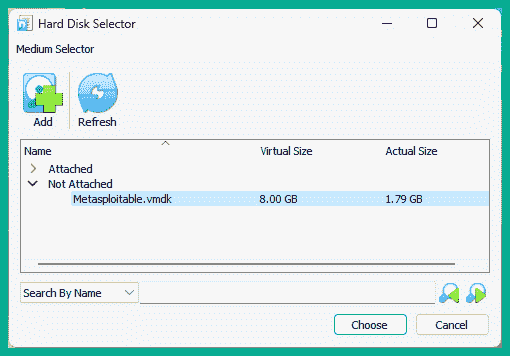 Hard Disk Selector
Medium Selector
Add Refresh
Name Virtual Size Actual Size
Attached
Not Attached
Metasploitable.vmdk 8.00 GB 1.79 GB
Search By Name
Choose Cancel